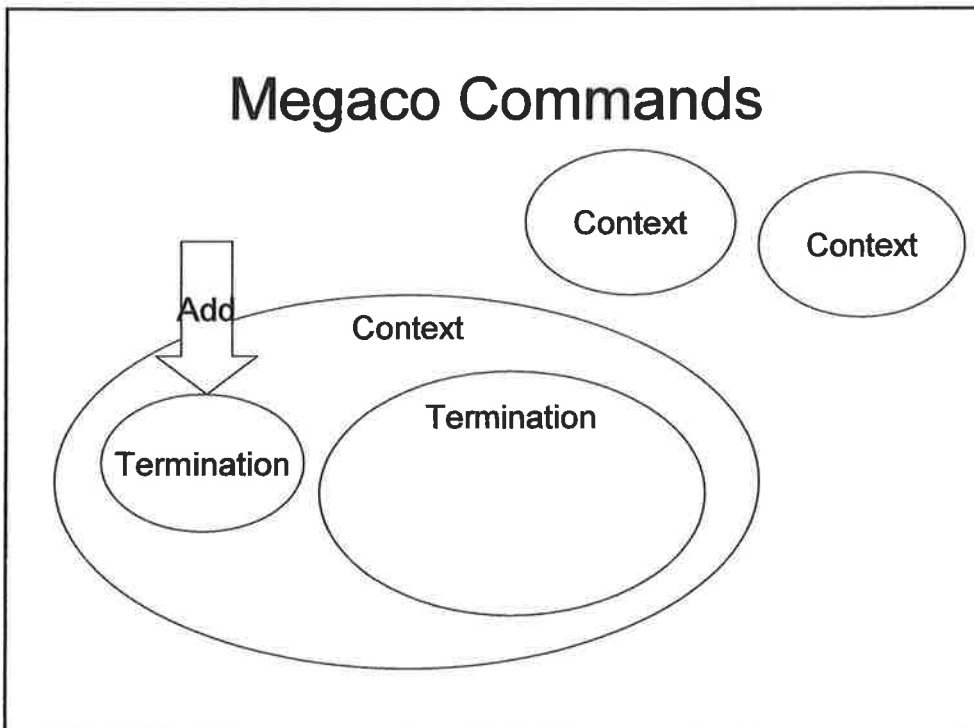 Megaco Commands
Context
Context
Add
Context
Termination
Termination